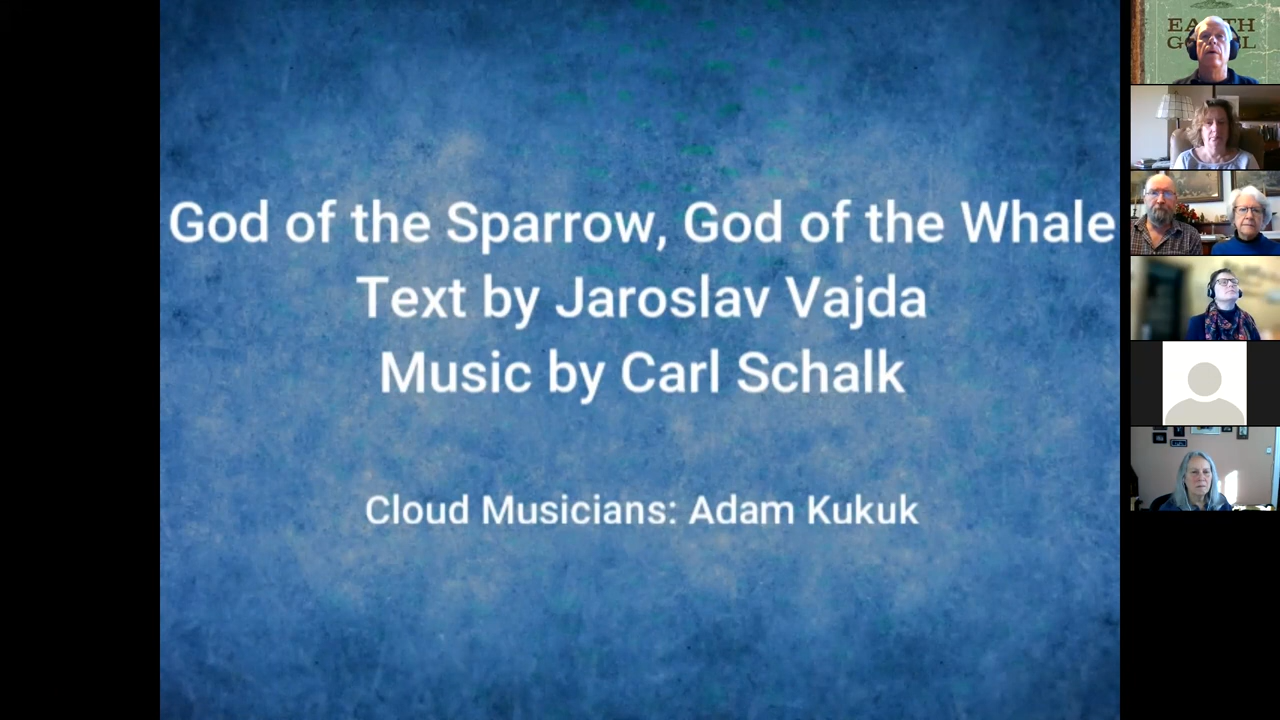 God of the Sparrow, God of the Whale
Text by Jaroslav Vajda
Music by Carl Schalk
Cloud Musicians: Adam Kukuk